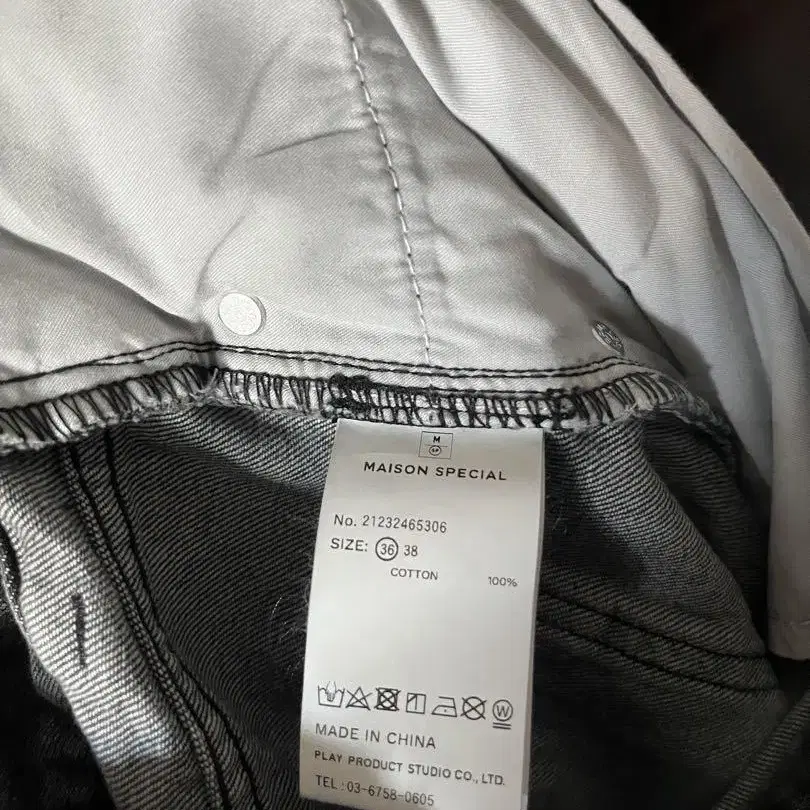 M
SP
MAISON SPECIAL
No. 21232465306
SIZE: 36 38
COTTON 100%
W
MADE IN CHINA
PLAY PRODUCT STUDIO CO., LTD.
TEL : 03-6758-0605